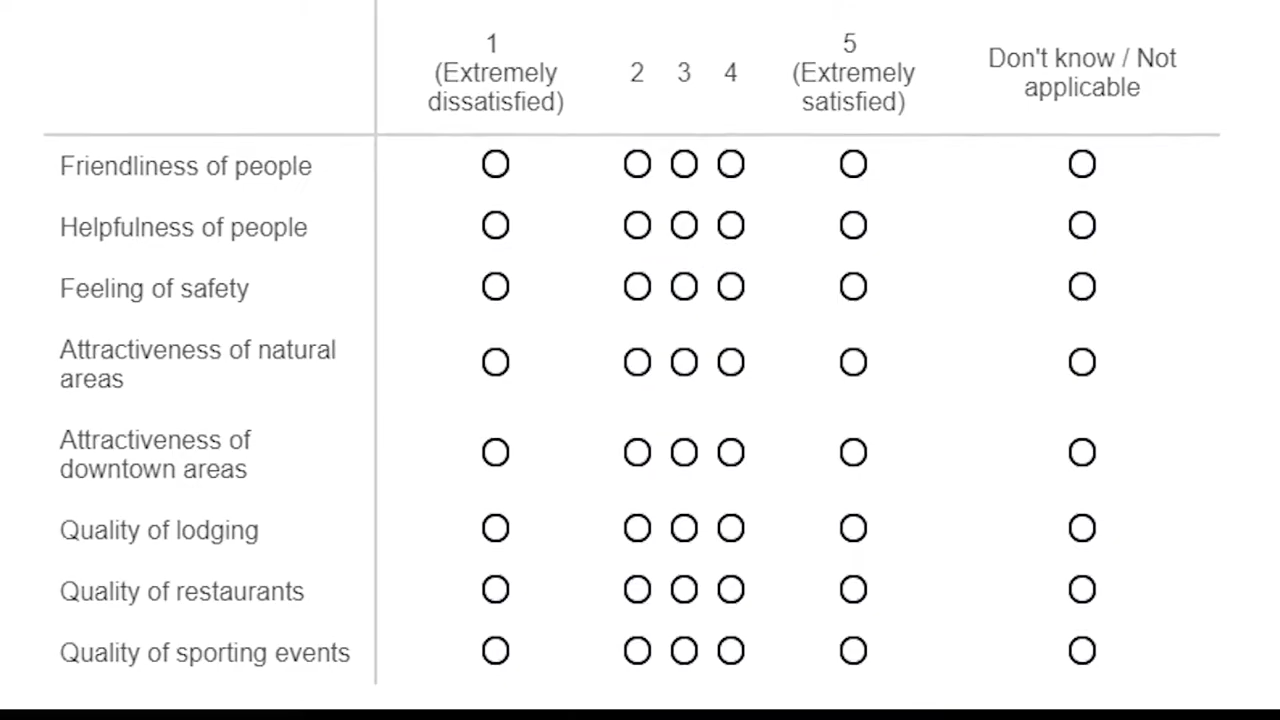 1
(Extremely
dissatisfied)
2
3
4
5
(Extremely
satisfied)
Don't know / Not
applicable
Friendliness of people
Helpfulness of people
Feeling of safety
Attractiveness of natural
areas
Attractiveness of
downtown areas
Quality of lodging
Quality of restaurants
Quality of sporting events